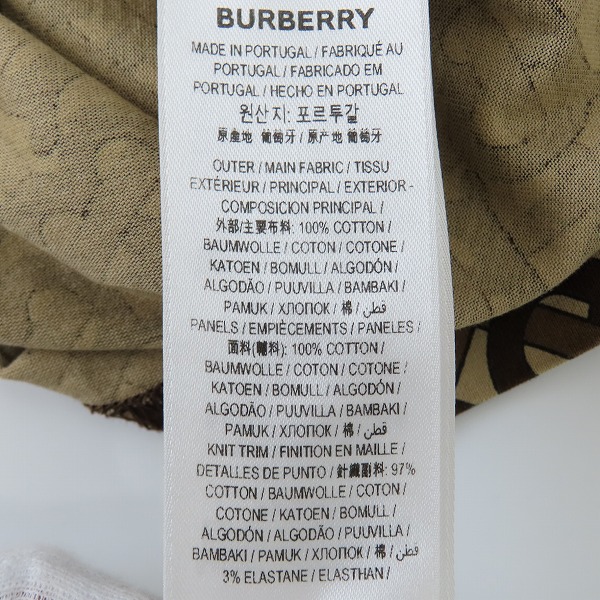 BURBERRY
MADE IN PORTUGAL / FABRIQUÉ AU
PORTUGAL / FABRICADO EM
PORTUGAL / HECHO EN PORTUGAL
원산지: 포르투갈
原產地 葡萄牙 / 原产地 葡萄牙
OUTER / MAIN FABRIC / TISSU
EXTÉRIEUR / PRINCIPAL / EXTERIOR -
COMPOSICION PRINCIPAL /
外部/主要布料: 100% COTTON /
BAUMWOLLE / COTON / COTONE /
KATOEN / BOMULL / ALGODÓN /
ALGODÃO / PUUVILLA / BAMBAKI /
PAMUK / ХЛОПОК / 棉 / قطن /
PANELS / EMPIÈCEMENTS / PANELES /
面料(輔料): 100% COTTON /
BAUMWOLLE / COTON / COTONE /
KATOEN / BOMULL / ALGODÓN /
ALGODÃO / PUUVILLA / BAMBAKI /
PAMUK / ХЛОПОК / 棉 / قطن /
KNIT TRIM / FINITION EN MAILLE /
DETALLES DE PUNTO / 針織副料: 97%
COTTON / BAUMWOLLE / COTON /
COTONE / KATOEN / BOMULL /
ALGODÓN / ALGODÃO / PUUVILLA /
BAMBAKI / PAMUK / ХЛОПОК / 棉 / قطن /
3% ELASTANE / ELASTHAN /